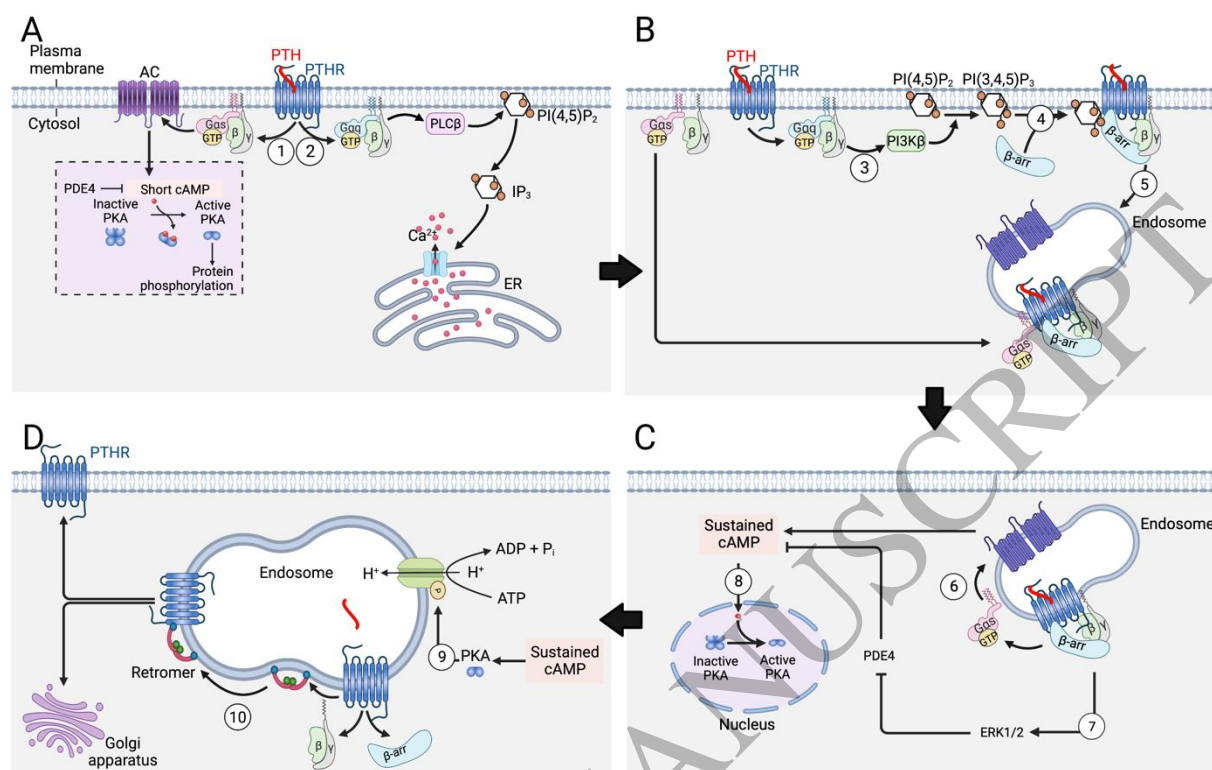 A
Plasma
membrane
Cytosol
AC
PTH
PTHR
Gαs
GTP
β
γ
1
2
Gαq
GTP
β
γ
PLCβ
PI(4,5)P2
IP3
Ca2+
ER
PDE4
Short cAMP
Inactive
PKA
Active
PKA
Protein
phosphorylation
B
PTH
PTHR
PI(4,5)P2
PI(3,4,5)P3
Gαs
GTP
β
γ
Gαq
GTP
β
γ
3
PI3Kβ
4
β-arr
β-arr
β
γ
5
Endosome
Gαs
GTP
β-arr
β
γ
D
PTHR
Endosome
H+
H+
ADP + Pi
ATP
P
9
PKA
Sustained
cAMP
Retromer
10
β
γ
β-arr
Golgi
apparatus
C
Sustained
cAMP
Endosome
8
6
Gαs
GTP
β
γ
β-arr
Inactive
PKA
Active
PKA
Nucleus
PDE4
ERK1/2
7
ANUSCRIPT